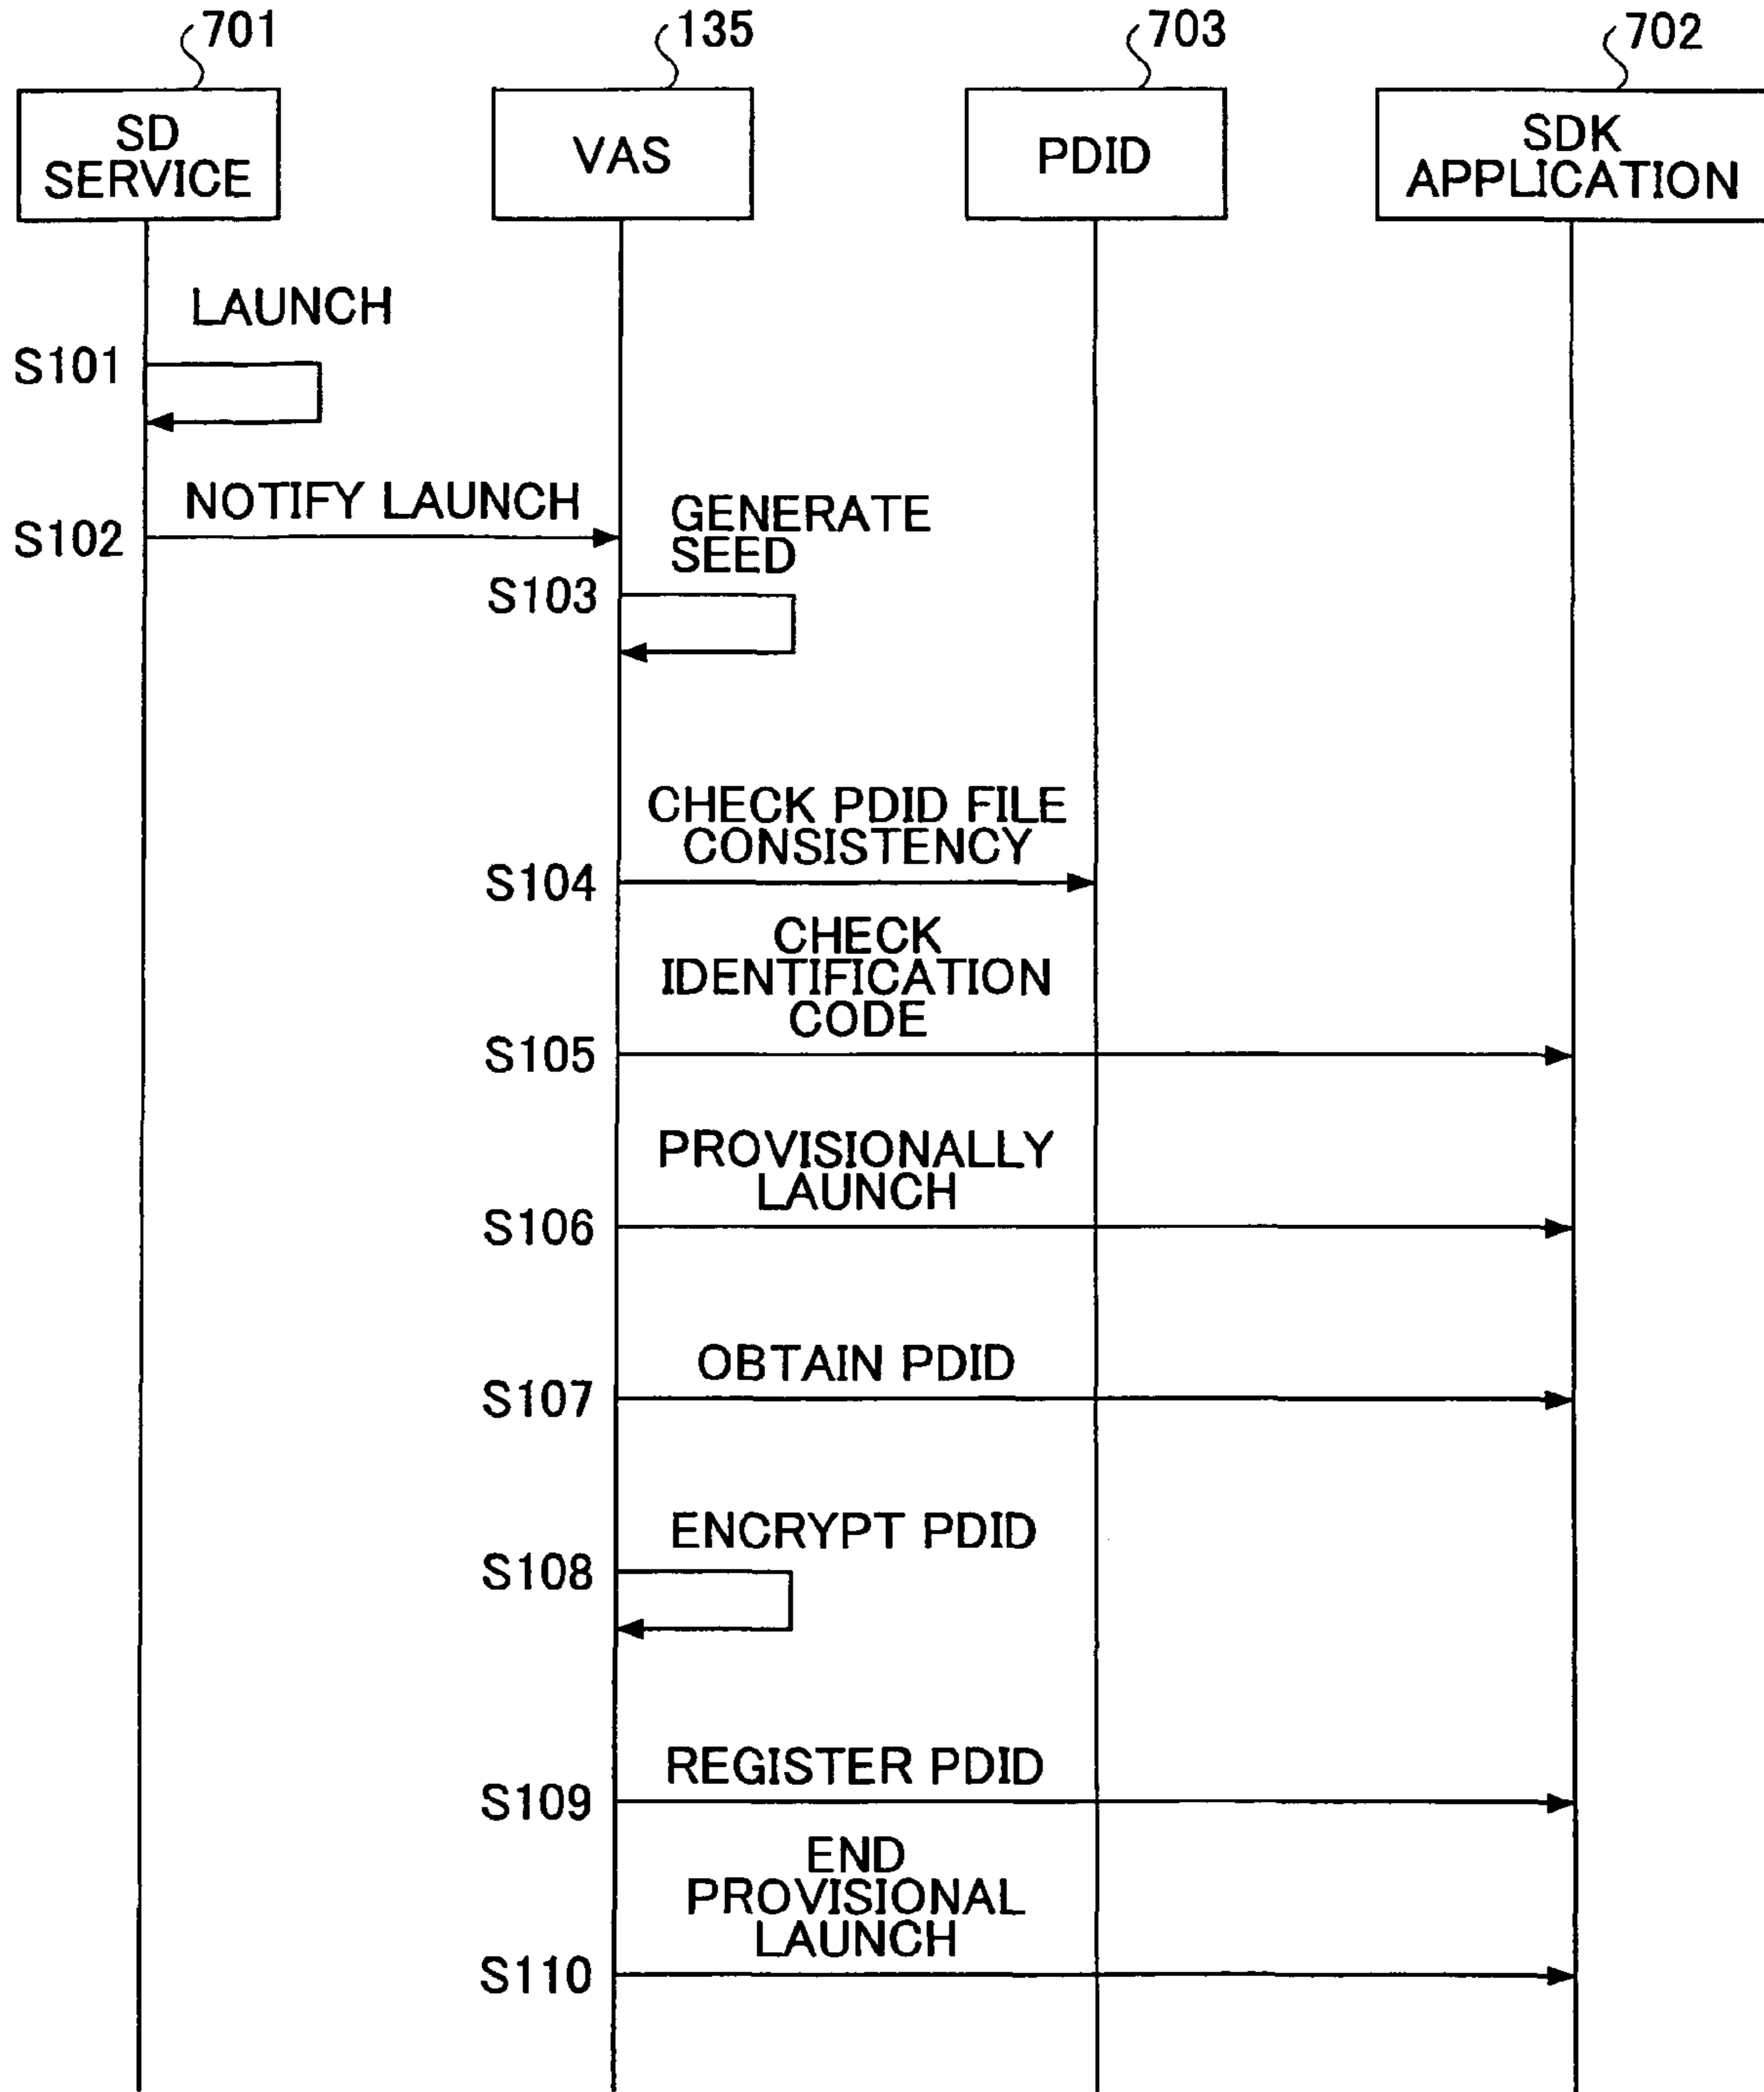 701
135
703
702
SD
SERVICE
VAS
PDID
SDK
APPLICATION
LAUNCH
S101
NOTIFY LAUNCH
S102
GENERATE
SEED
S103
CHECK PDID FILE
CONSISTENCY
S104
CHECK
IDENTIFICATION
CODE
S105
PROVISIONALLY
LAUNCH
S106
OBTAIN PDID
S107
ENCRYPT PDID
S108
REGISTER PDID
S109
END
PROVISIONAL
LAUNCH
S110